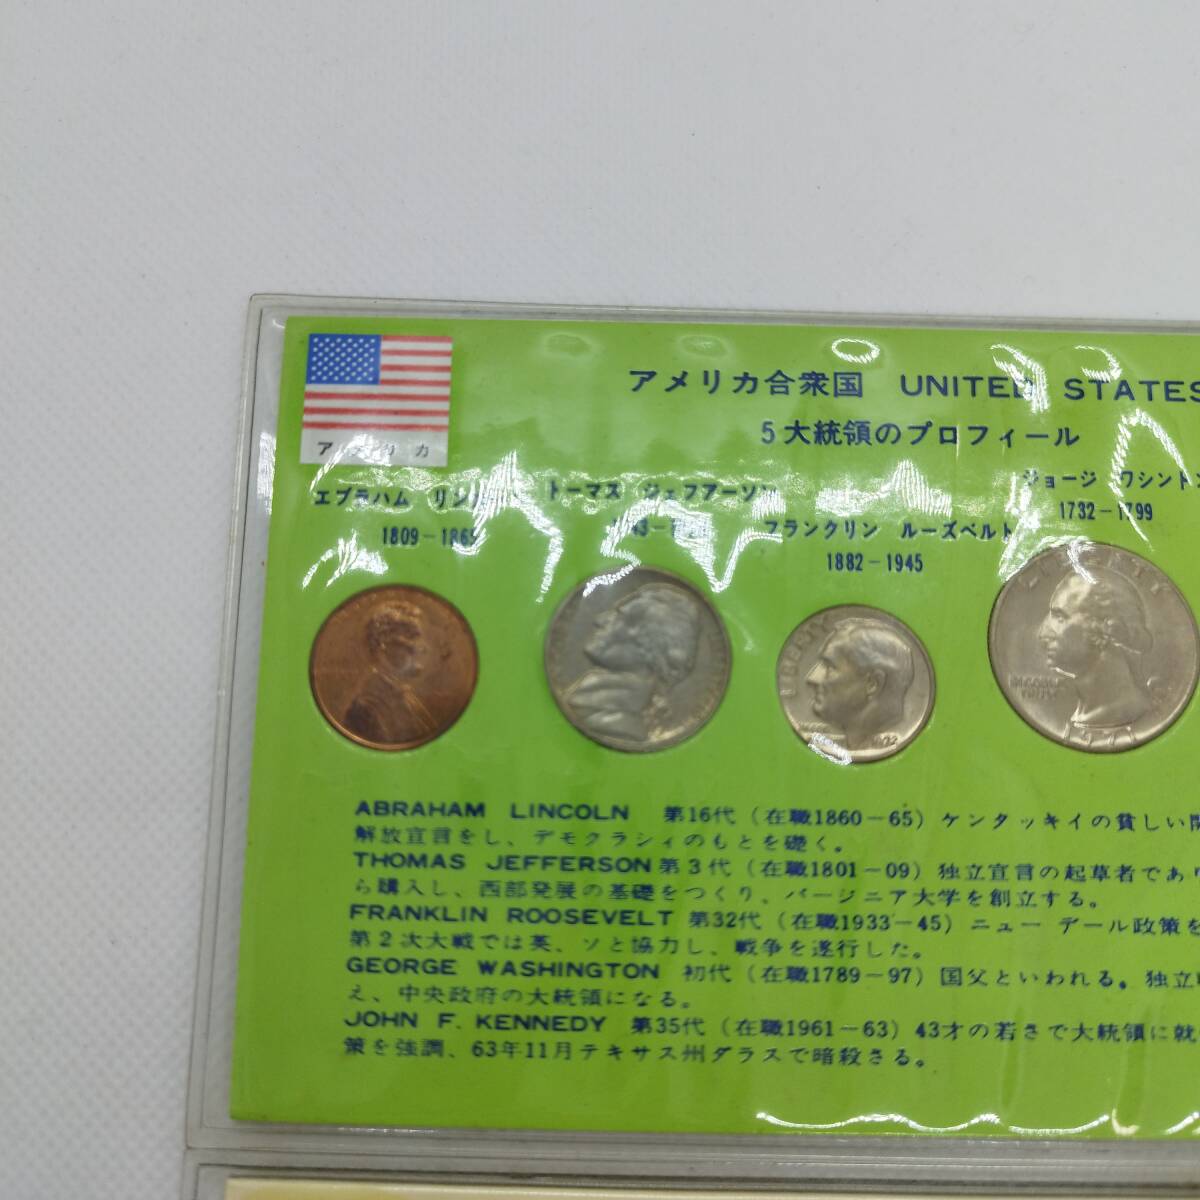 アメリカ合衆国 UNITED STATES
5大統領のプロフィール
アメリカ
エブラハム
1809-1865
トーマス ジェファーソン
フランクリン ルーズベルト
1882-1945
ジョージ ワシントン
1732-1799
LIBERTY
1972
LIBERTY
IN GOD WE
TRUST
1971
ABRAHAM LINCOLN 第16代 (在職1860-65) ケンタッキイの貧しい
解放宣言をし、デモクラシィのもとを礎く。
THOMAS JEFFERSON 第3代 (在職1801-09) 独立宣言の起草者であり
ら購入し、西部発展の基礎をつくり、バージニア大学を創立する。
FRANKLIN ROOSEVELT 第32代 (在職1933-45) ニュー デール政策を
第2次大戦では英、ソと協力し、戦争を遂行した。
GEORGE WASHINGTON 初代 (在職1789-97) 国父といわれる。独立
え、中央政府の大統領になる。
JOHN F. KENNEDY 第35代 (在職1961-63) 43才の若さで大統領に就
策を強調、63年11月テキサス州ダラスで暗殺さる。